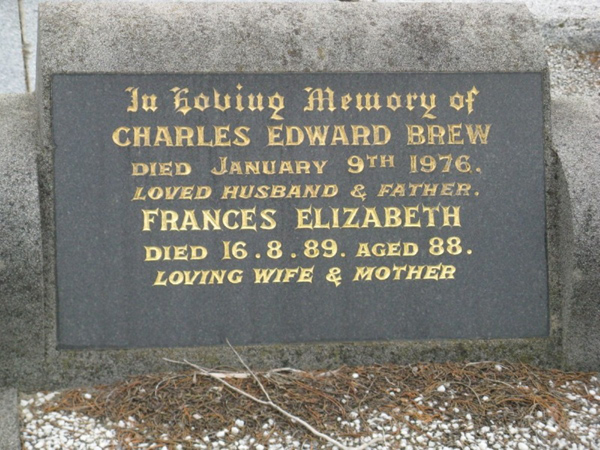 In Loving Memory of
CHARLES EDWARD BREW
DIED JANUARY 9TH 1976.
LOVED HUSBAND & FATHER.
FRANCES ELIZABETH
DIED 16.8.89. AGED 88.
LOVING WIFE & MOTHER